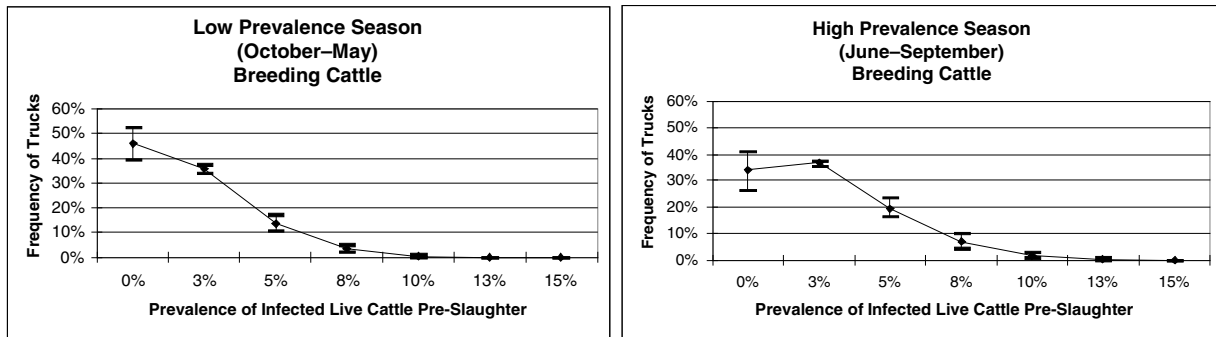 Low Prevalence Season
(October–May)
Breeding Cattle
Frequency of Trucks
60%
50%
40%
30%
20%
10%
0%
0% 3% 5% 8% 10% 13% 15%
Prevalence of Infected Live Cattle Pre-Slaughter
High Prevalence Season
(June–September)
Breeding Cattle
Frequency of Trucks
60%
50%
40%
30%
20%
10%
0%
0% 3% 5% 8% 10% 13% 15%
Prevalence of Infected Live Cattle Pre-Slaughter